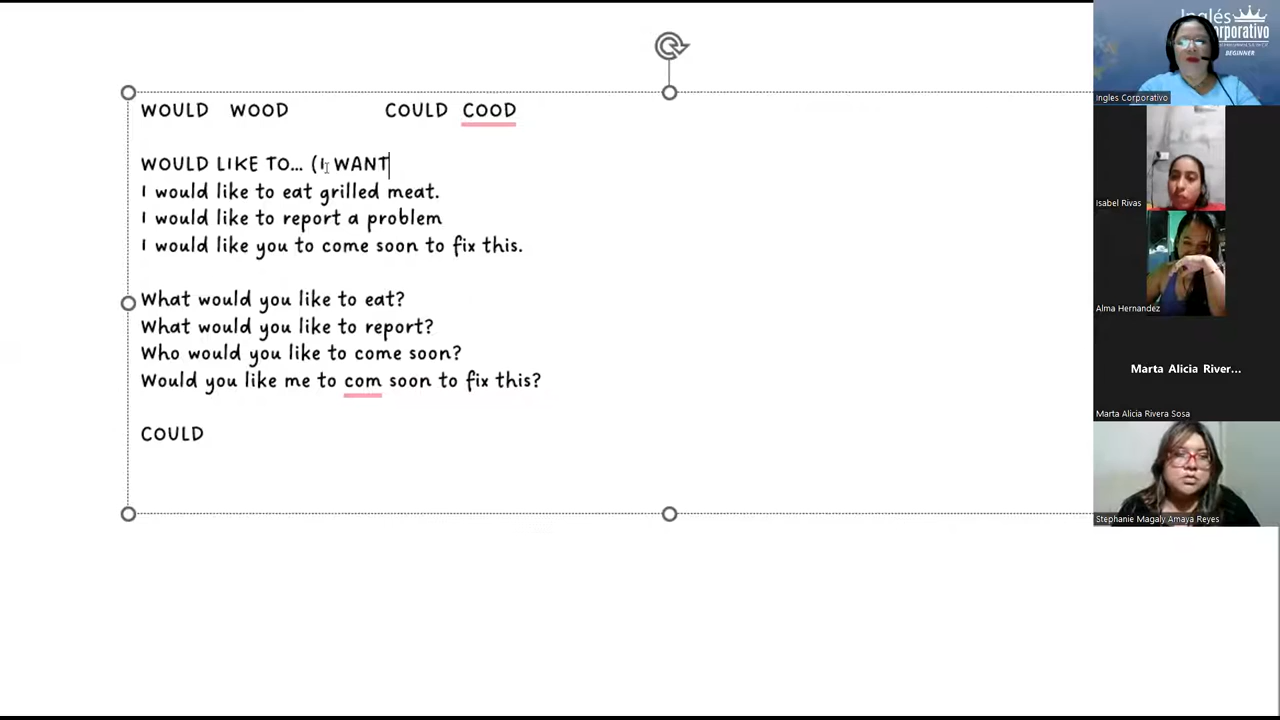 WOULD WOOD COULD COOD
WOULD LIKE TO... (I WANT
I would like to eat grilled meat.
I would like to report a problem
I would like you to come soon to fix this.
What would you like to eat?
What would you like to report?
Who would you like to come soon?
Would you like me to com soon to fix this?
COULD
Inglés
Corporativo
BEGINNER
Ingles Corporativo
Isabel Rivas
Alma Hernandez
Marta Alicia River...
Marta Alicia Rivera Sosa
Stephanie Magaly Amaya Reyes